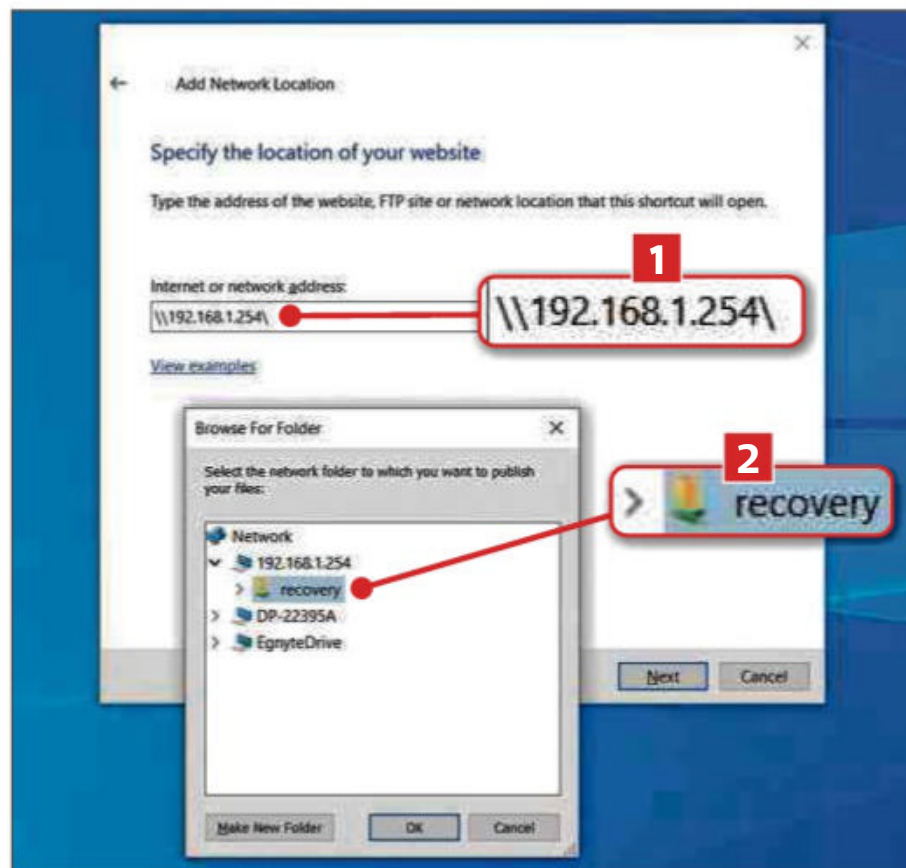 Add Network Location
Specify the location of your website
Type the address of the website, FTP site or network location that this shortcut will open.
1
Internet or network address:
\\192.168.1.254\
\\192.168.1.254\
View examples
Browse For Folder
Select the network folder to which you want to publish
your files:
2
recovery
Network
192.168.1.254
recovery
DP-22395A
EgnyteDrive
Next
Cancel
Make New Folder
OK
Cancel